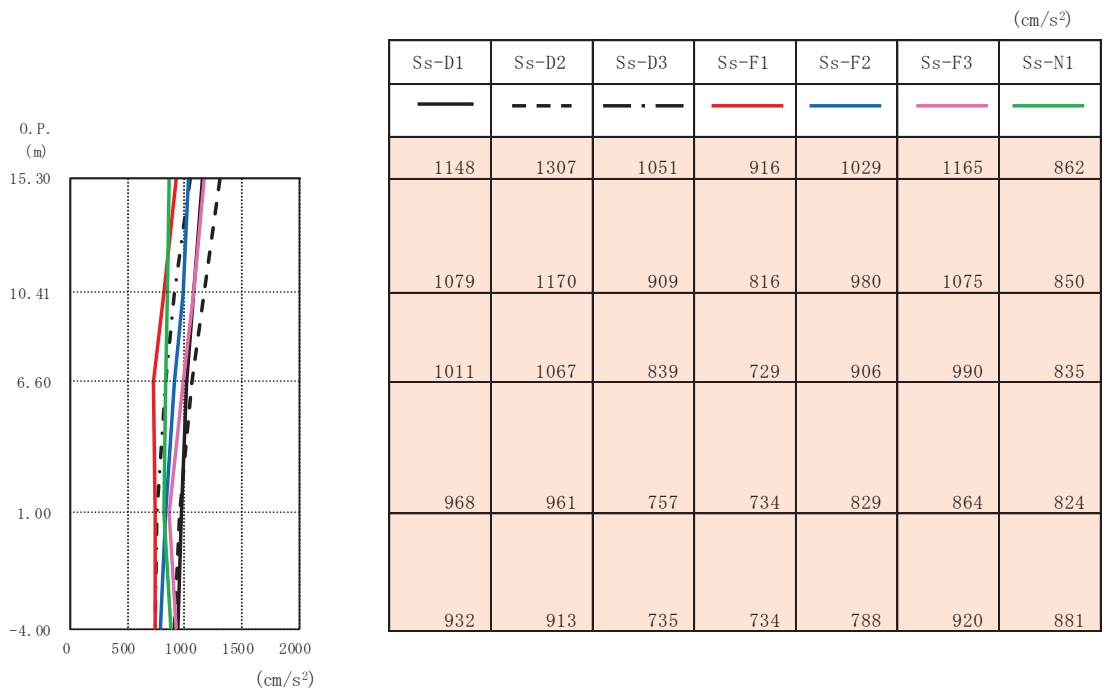 (cm/s²)
Ss-D1 Ss-D2 Ss-D3 Ss-F1 Ss-F2 Ss-F3 Ss-N1
O.P.
(m)
15.30
1148 1307 1051 916 1029 1165 862
10.41
1079 1170 909 816 980 1075 850
6.60
1011 1067 839 729 906 990 835
1.00
968 961 757 734 829 864 824
-4.00
932 913 735 734 788 920 881
0 500 1000 1500 2000
(cm/s²)